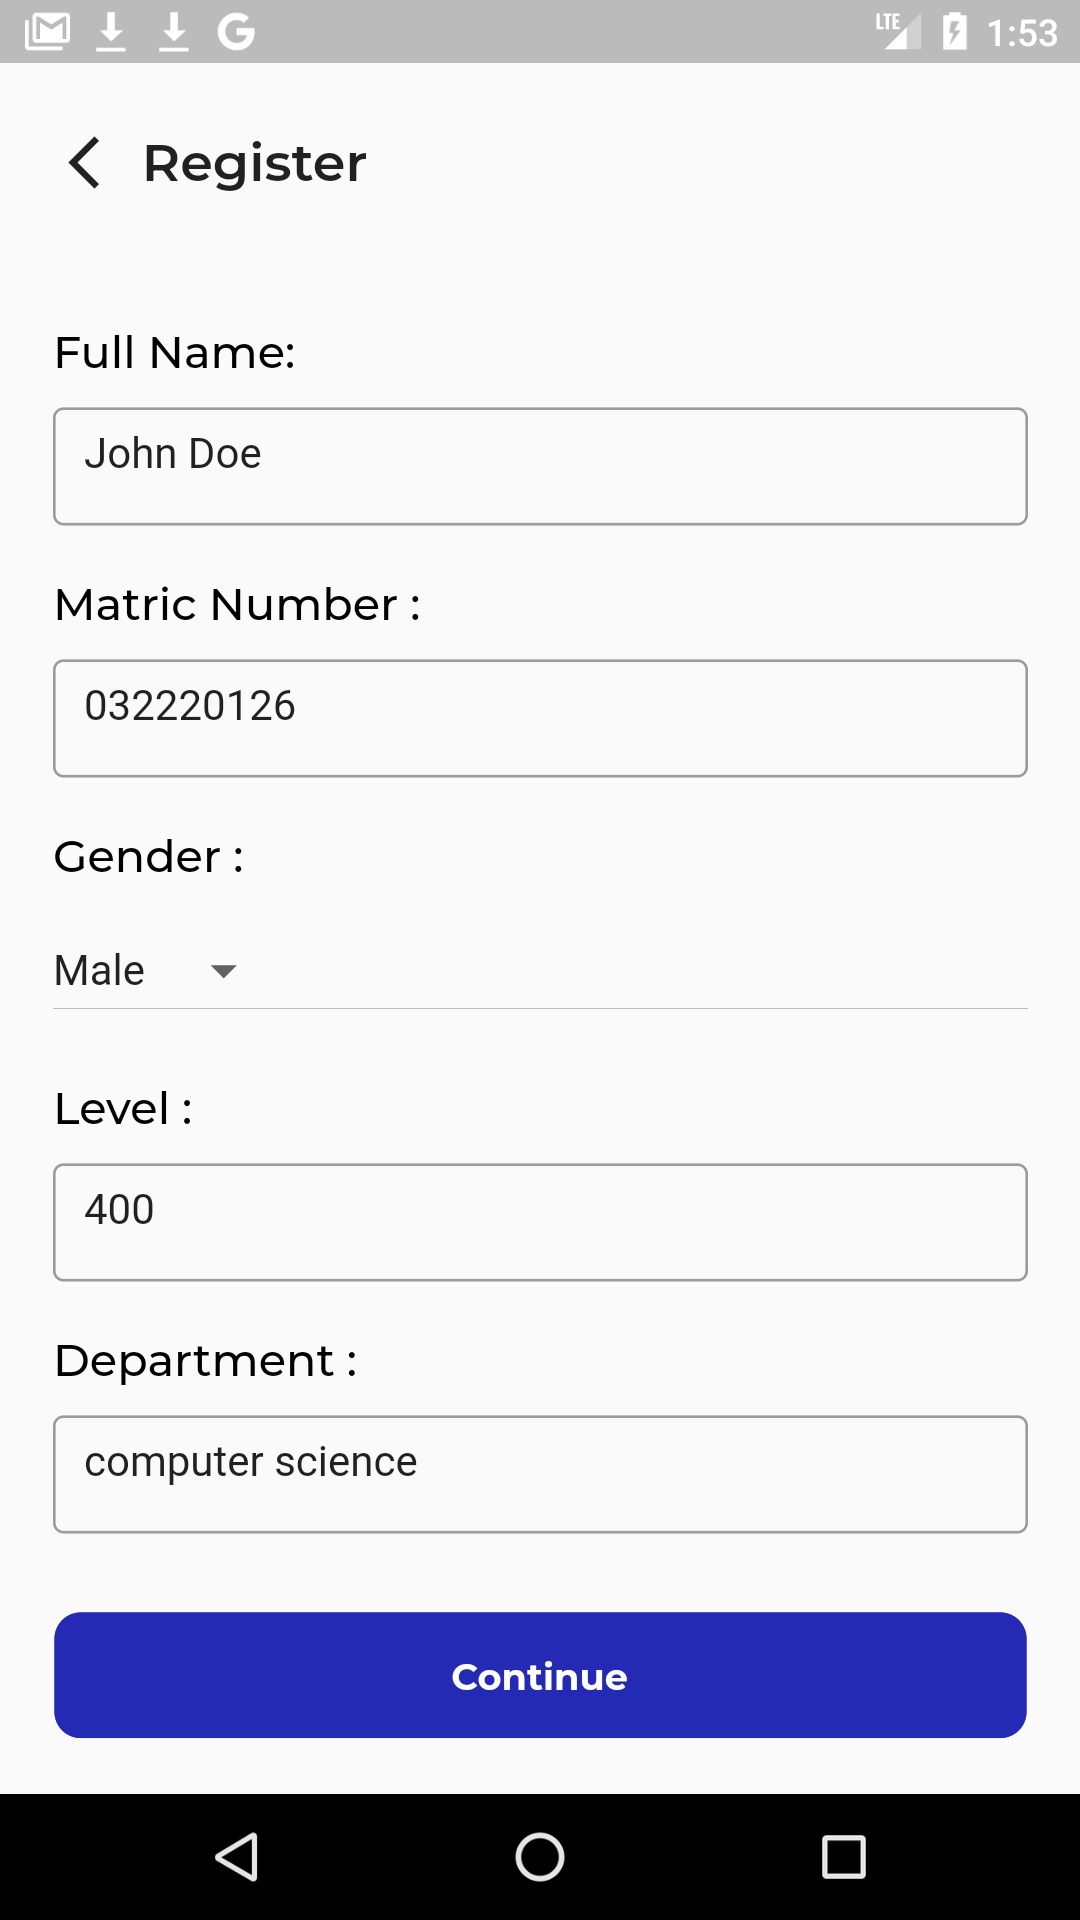 LTE 1:53
Register
Full Name:
John Doe
Matric Number :
032220126
Gender :
Male
Level :
400
Department :
computer science
Continue